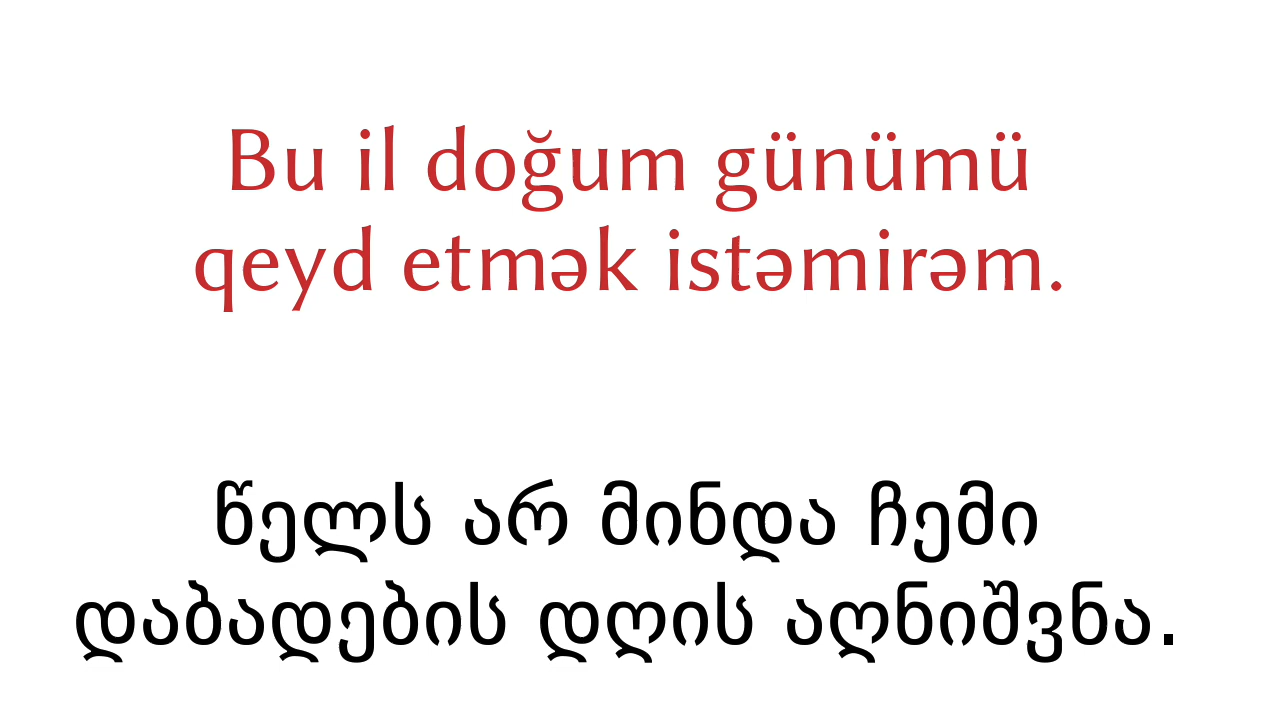 Bu il doğum günümü
qeyd etmək istəmirəm.
წელს არ მინდა ჩემი
დაბადების დღის აღნიშვნა.